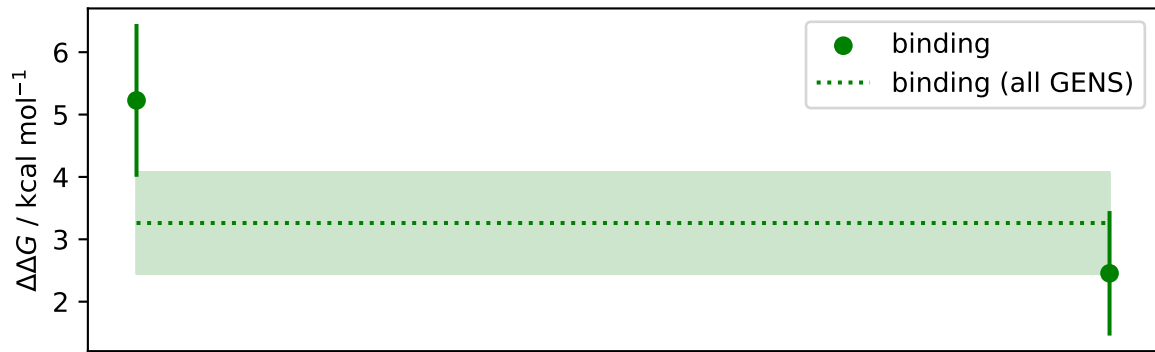 6
5
4
3
2
ΔΔG / kcal mol⁻¹
binding
binding (all GENS)